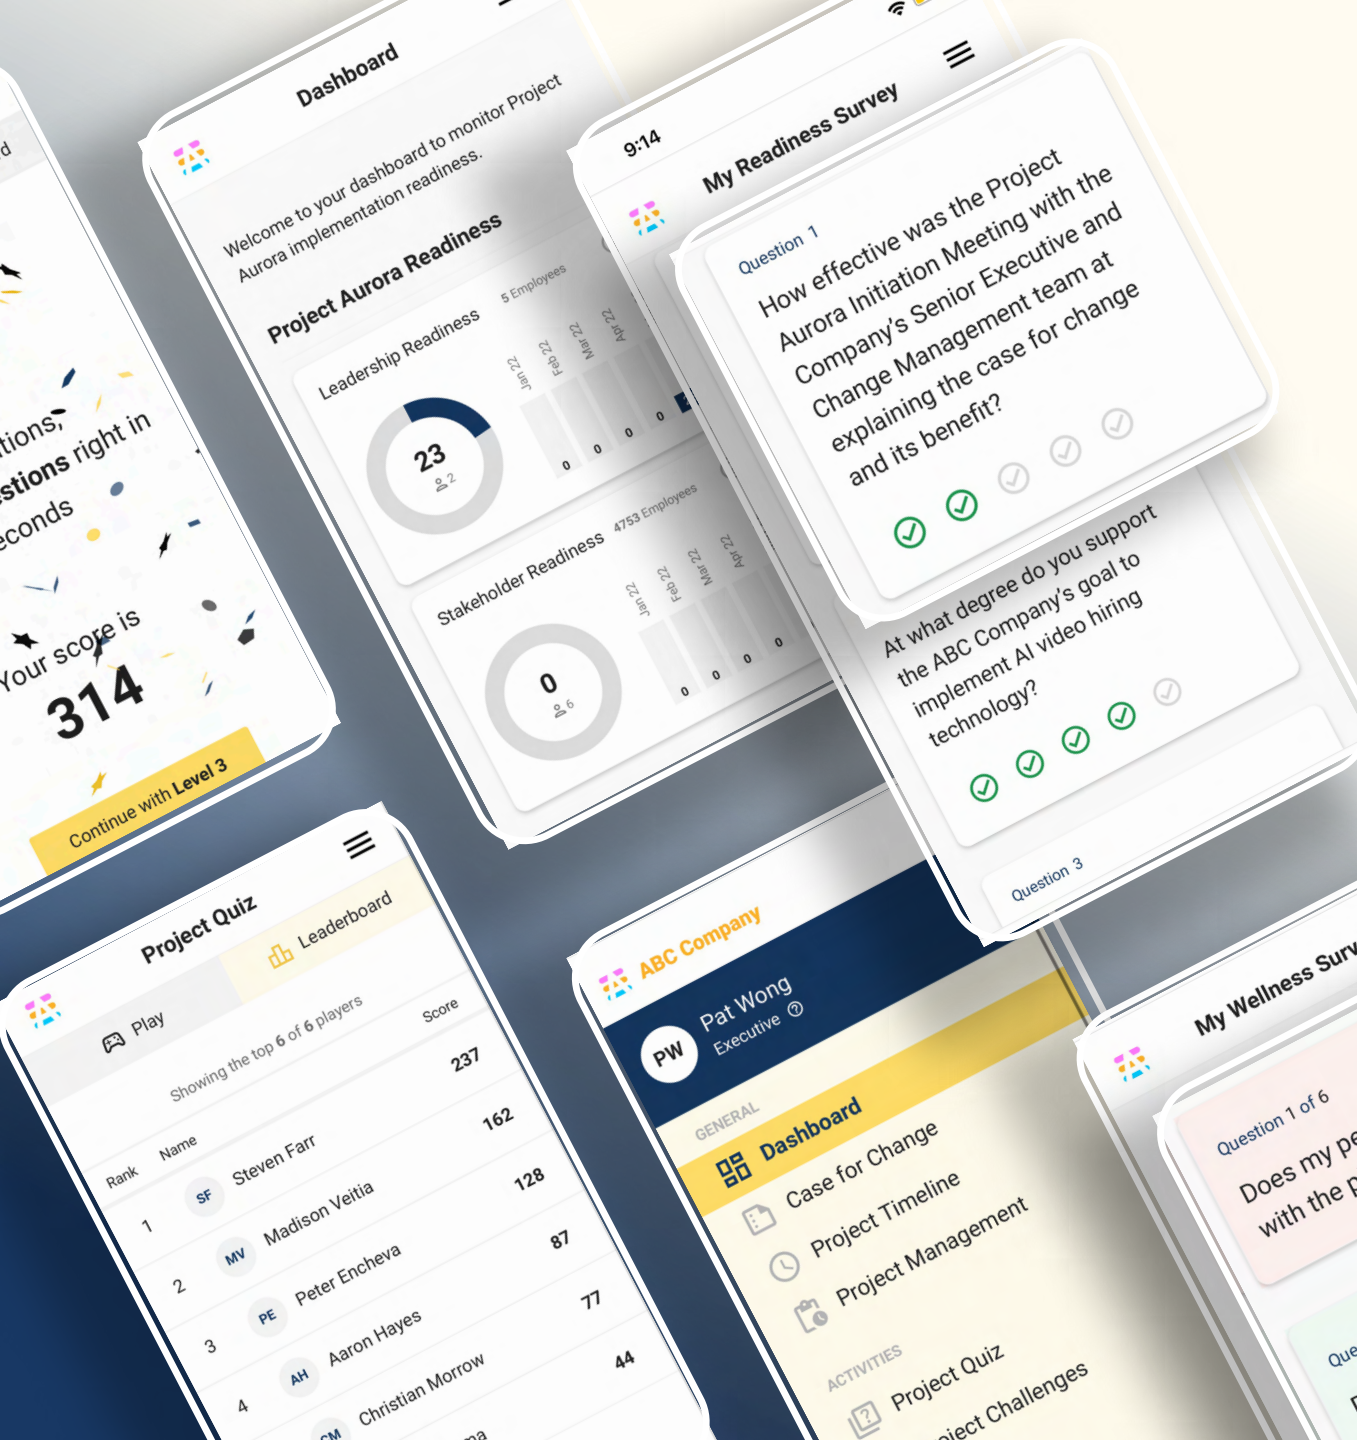 tions,
stions right in
econds
Your score is
314
Continue with Level 3
Dashboard
Welcome to your dashboard to monitor Project
Aurora implementation readiness.
Project Aurora Readiness
Leadership Readiness
5 Employees
23
2
Jan 22
Feb 22
Mar 22
Apr 22
0
0
0
0
Stakeholder Readiness
4753 Employees
0
6
Jan 22
Feb 22
Mar 22
Apr 22
0
0
0
0
9:14
My Readiness Survey
Question 1
How effective was the Project
Aurora Initiation Meeting with the
Company's Senior Executive and
Change Management team at
explaining the case for change
and its benefit?
At what degree do you support
the ABC Company's goal to
implement AI video hiring
technology?
Question 3
Project Quiz
Play
Leaderboard
Showing the top 6 of 6 players
Rank
Name
Score
1
SF
Steven Farr
237
2
MV
Madison Veitia
162
3
PE
Peter Encheva
128
4
AH
Aaron Hayes
87
CM
Christian Morrow
77
44
ABC Company
PW
Pat Wong
Executive
GENERAL
Dashboard
Case for Change
Project Timeline
Project Management
ACTIVITIES
Project Quiz
oject Challenges
My Wellness Surv
Question 1 of 6
Does my pe
with the p
Que